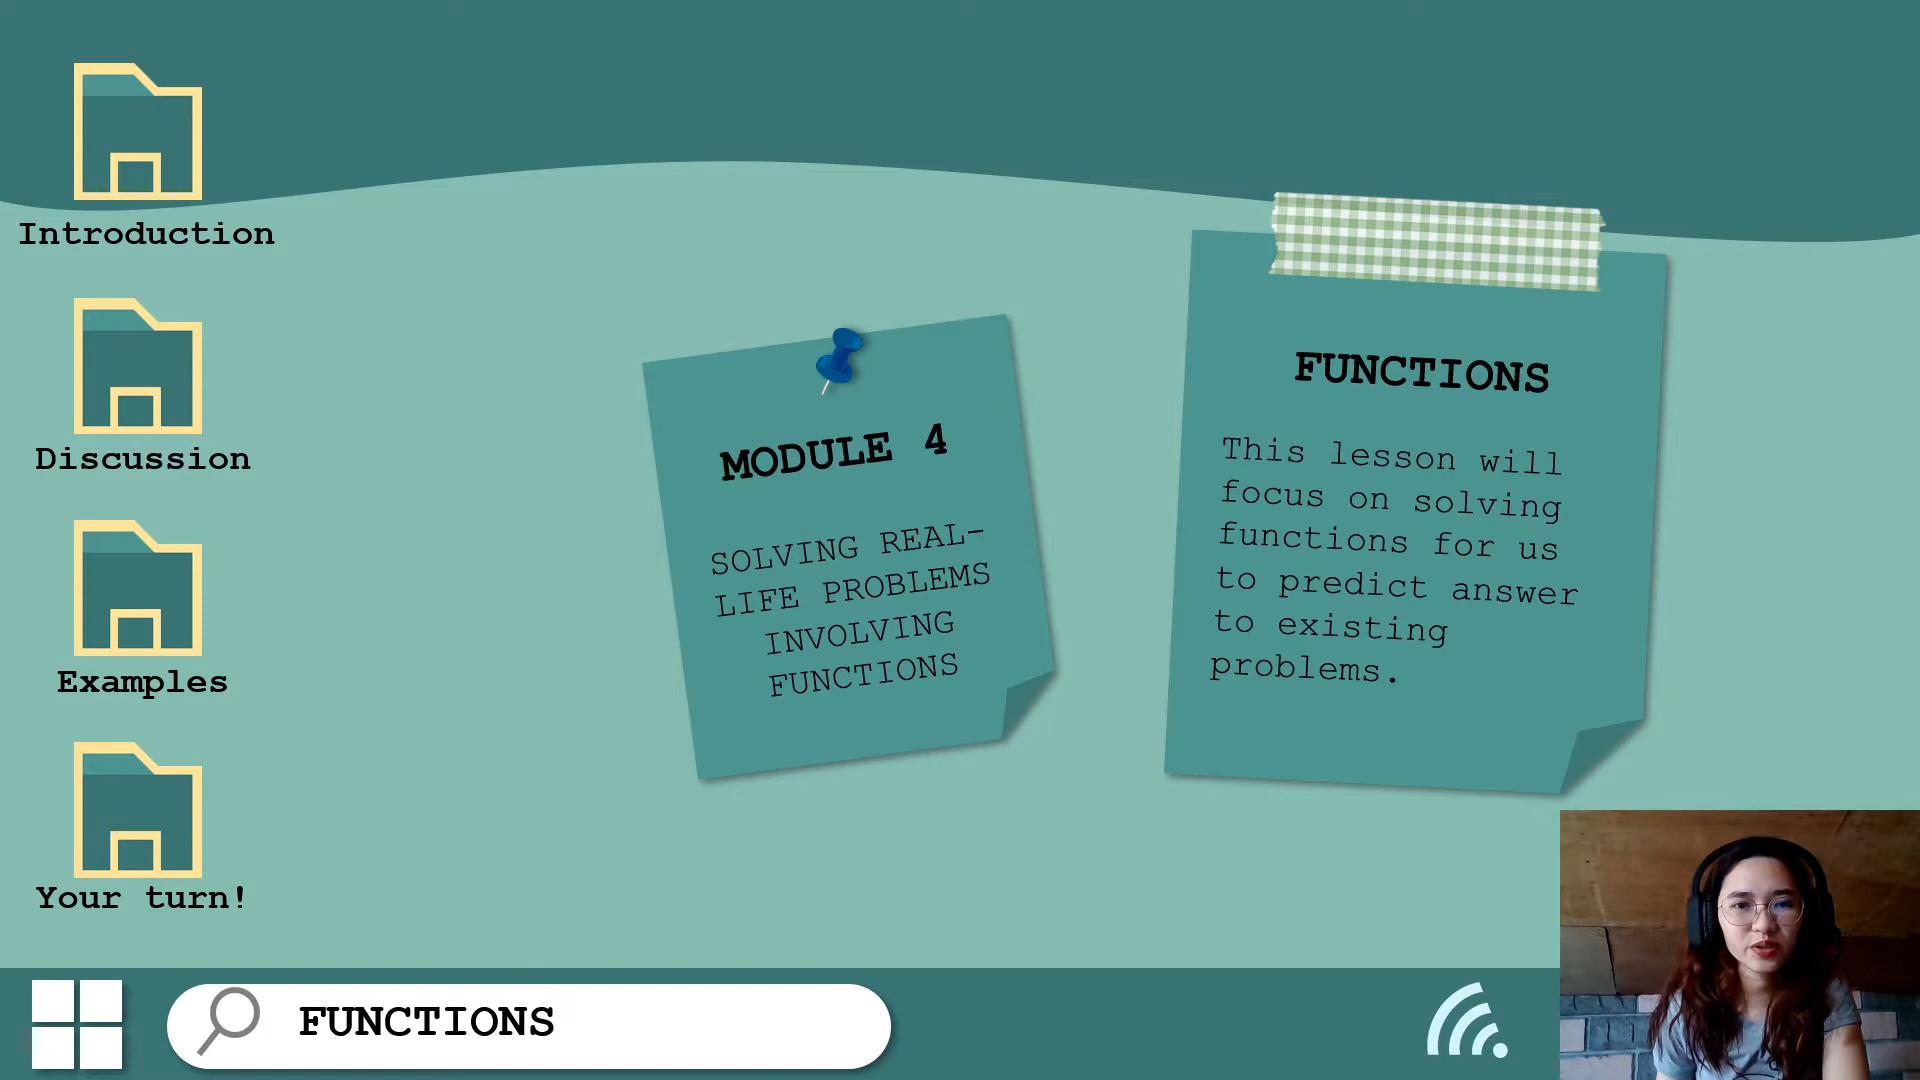 Introduction
Discussion
Examples
Your turn!
MODULE 4
SOLVING REAL-
LIFE PROBLEMS
INVOLVING
FUNCTIONS
FUNCTIONS
This lesson will
focus on solving
functions for us
to predict answer
to existing
problems.
FUNCTIONS